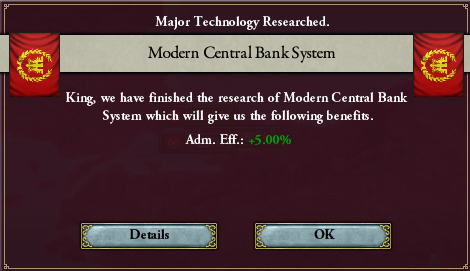 Major Technology Researched.
Modern Central Bank System
King, we have finished the research of Modern Central Bank
System which will give us the following benefits.
Adm. Eff.: +5.00%
Details
OK